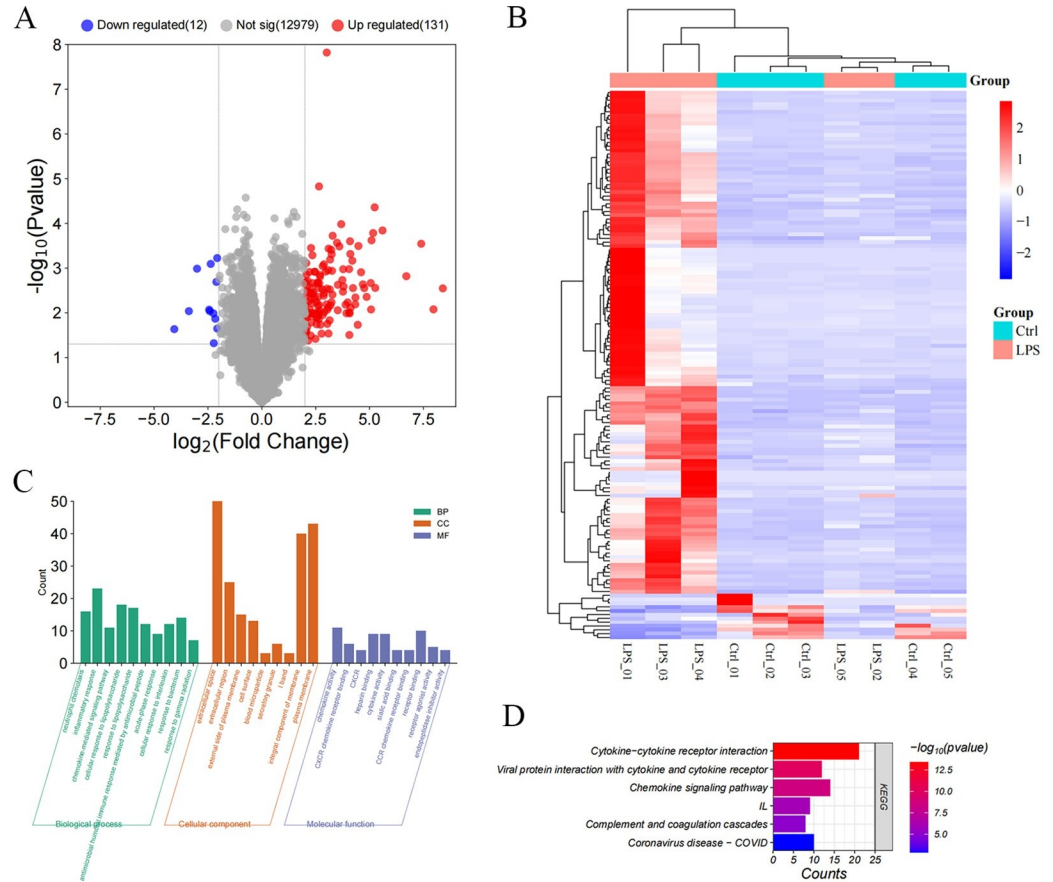 A
Down regulated(12) Not sig(12979) Up regulated(131)
8
7
6
5
4
3
2
1
0
-log10(Pvalue)
-7.5 -5.0 -2.5 0.0 2.5 5.0 7.5
log2(Fold Change)
B
Group
2
1
0
−1
−2
Group
Ctrl
LPS
LPS_01
LPS_03
LPS_04
Ctrl_01
Ctrl_02
Ctrl_03
LPS_05
LPS_02
Ctrl_04
Ctrl_05
C
50
40
30
20
10
0
Count
BP
CC
MF
neutrophil chemotaxis
inflammatory response
chemokine-mediated signaling pathway
cellular response to lipopolysaccharide
response to lipopolysaccharide
antimicrobial humoral immune response mediated by antimicrobial peptide
acute-phase response
cellular response to interleukin
response to bacterium
response to gamma radiation
extracellular space
extracellular region
external side of plasma membrane
cell surface
blood microparticle
secretory granule
I band
integral component of membrane
plasma membrane
chemokine activity
CXCR chemokine receptor binding
CXCR
heparin binding
cytokine activity
sialic acid binding
CCR chemokine receptor binding
receptor binding
receptor agonist activity
endopeptidase inhibitor activity
Biological process
Cellular component
Molecular function
D
Cytokine−cytokine receptor interaction
Viral protein interaction with cytokine and cytokine receptor
Chemokine signaling pathway
IL
Complement and coagulation cascades
Coronavirus disease − COVID
0 5 10 15 20 25
Counts
KEGG
−log10(pvalue)
12.5
10.0
7.5
5.0